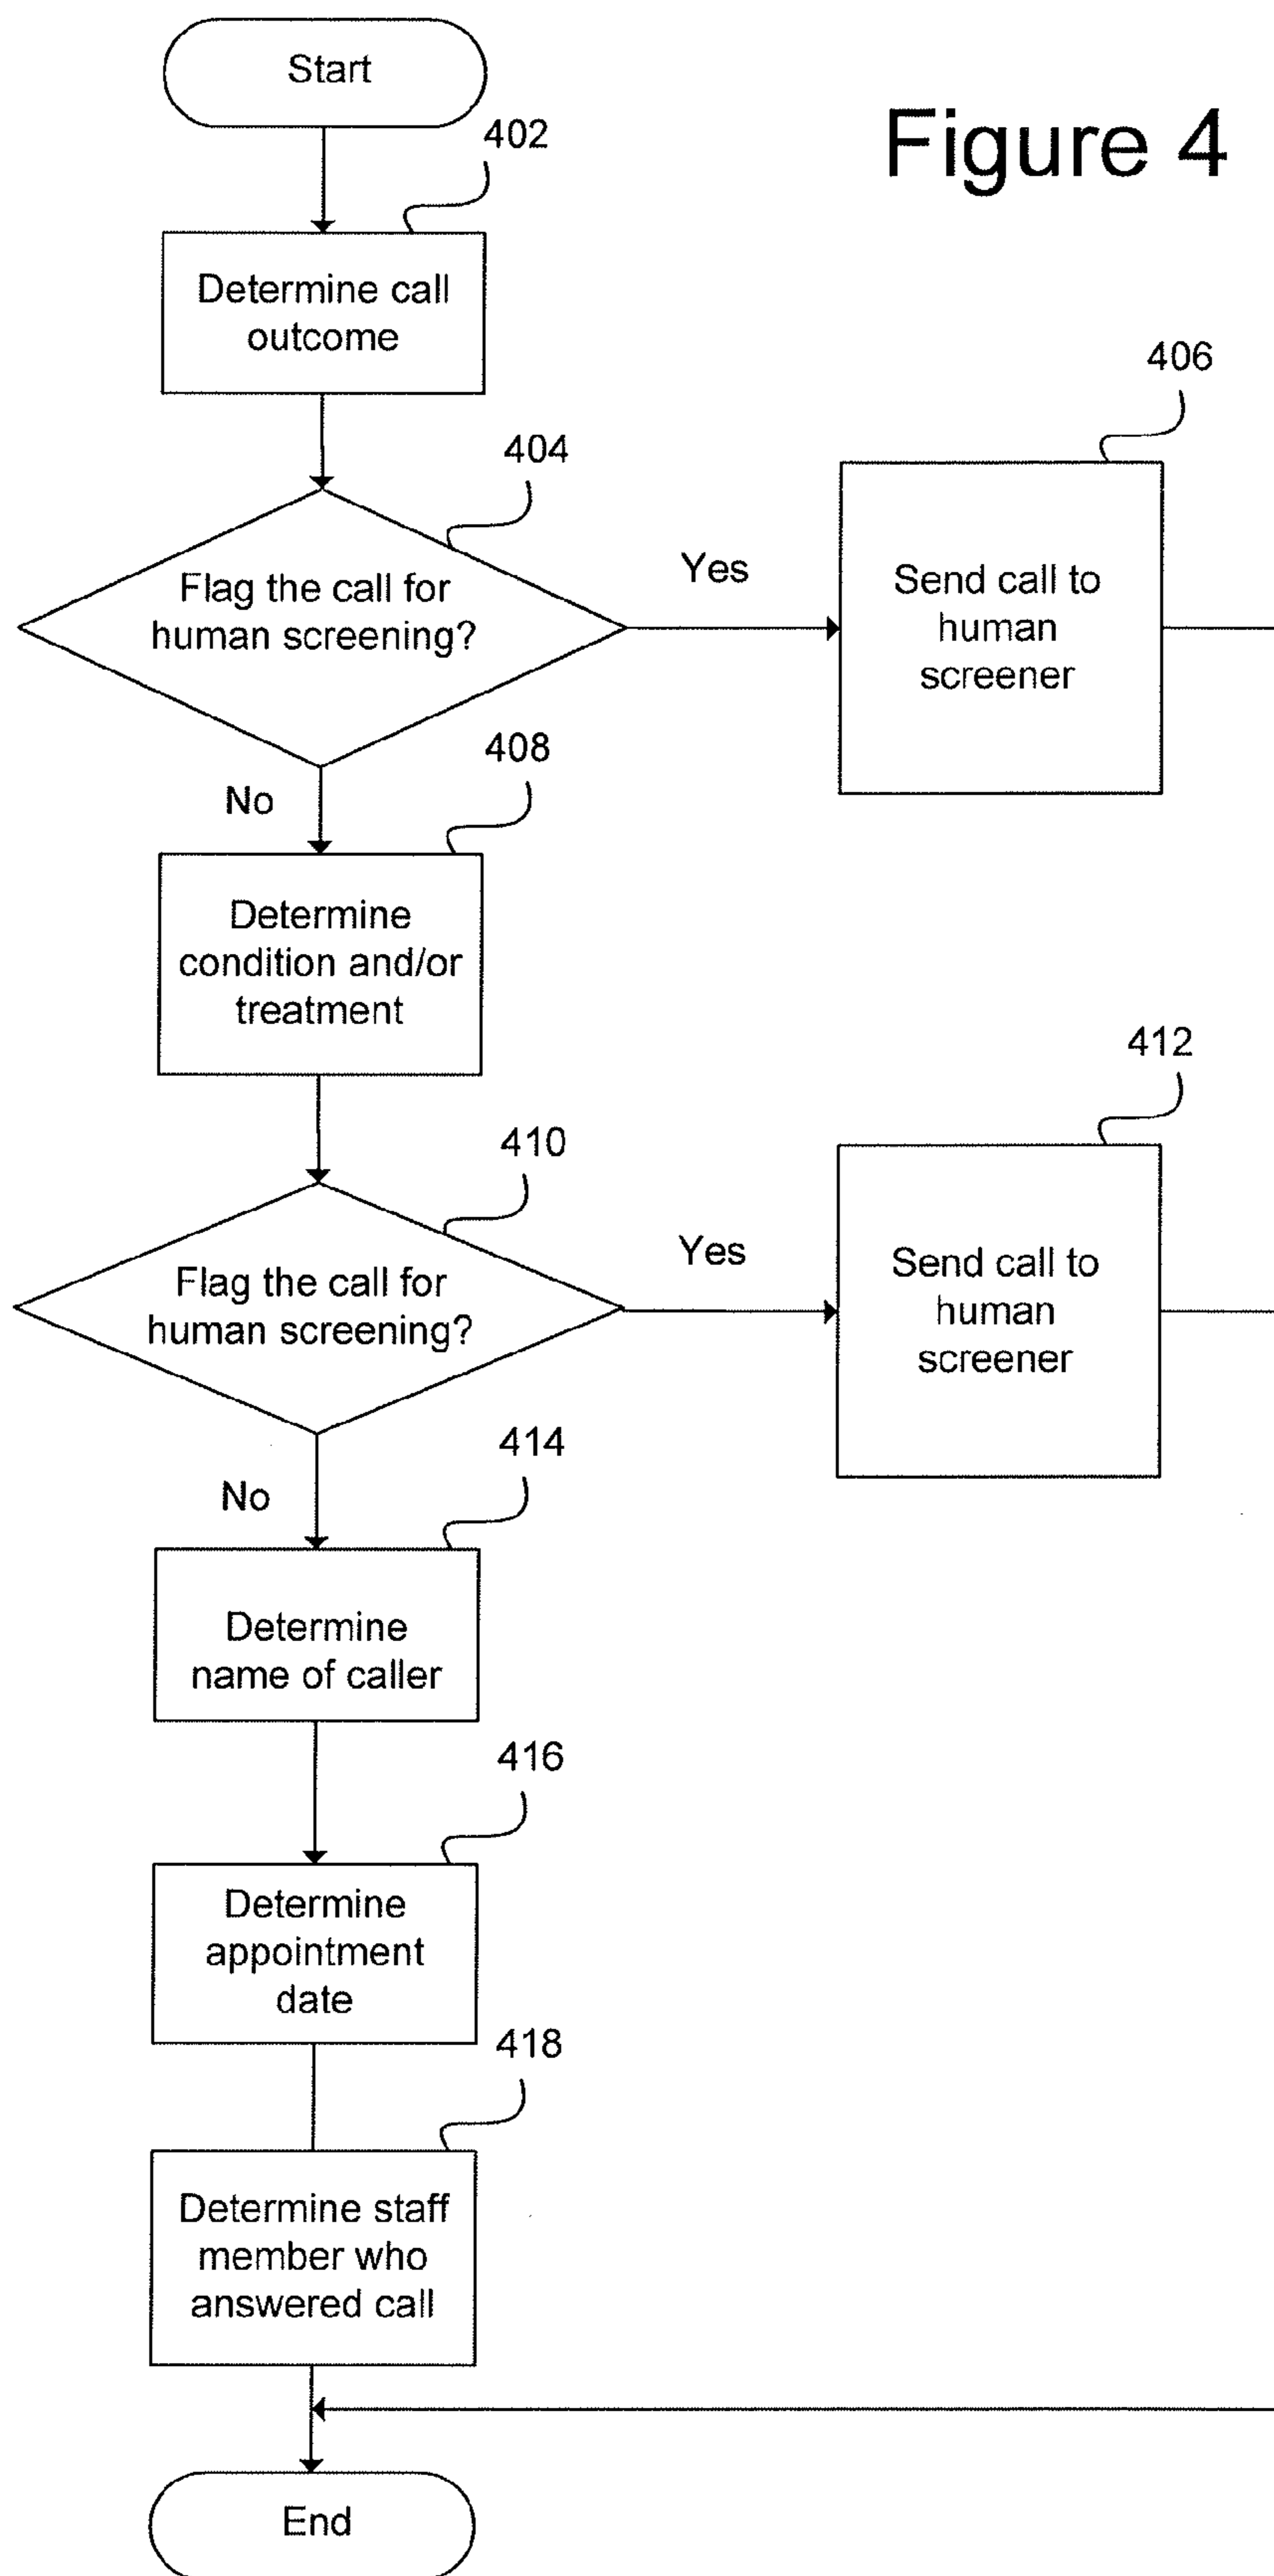 Start
Figure 4
402
Determine call
outcome
404
406
Flag the call for
human screening?
Yes
Send call to
human
screener
No
408
Determine
condition and/or
treatment
410
412
Flag the call for
human screening?
Yes
Send call to
human
screener
No
414
Determine
name of caller
416
Determine
appointment
date
418
Determine staff
member who
answered call
End